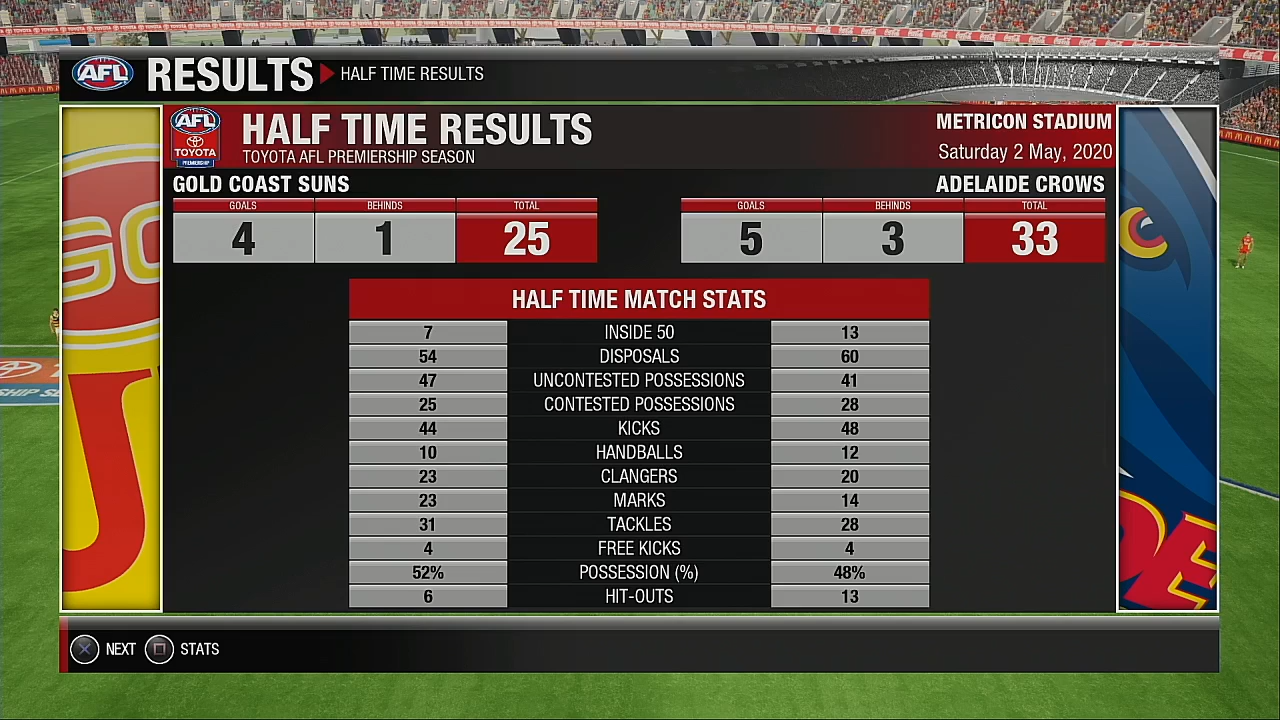 AFL RESULTS HALF TIME RESULTS
AFL
TOYOTA
PREMIERSHIP
HALF TIME RESULTS
TOYOTA AFL PREMIERSHIP SEASON
METRICON STADIUM
Saturday 2 May, 2020
GOLD COAST SUNS
ADELAIDE CROWS
GOALS BEHINDS TOTAL GOALS BEHINDS TOTAL
4 1 25 5 3 33
HALF TIME MATCH STATS
7 INSIDE 50 13
54 DISPOSALS 60
47 UNCONTESTED POSSESSIONS 41
25 CONTESTED POSSESSIONS 28
44 KICKS 48
10 HANDBALLS 12
23 CLANGERS 20
23 MARKS 14
31 TACKLES 28
4 FREE KICKS 4
52% POSSESSION (%) 48%
6 HIT-OUTS 13
NEXT STATS